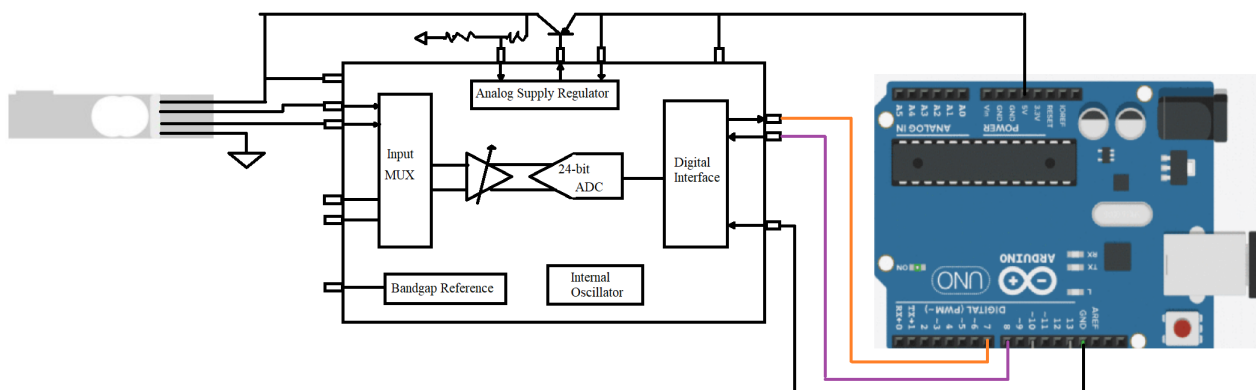 Analog Supply Regulator
Input
MUX
24-bit
ADC
Digital
Interface
Bandgap Reference
Internal
Oscillator
A5
A4
A3
A2
A1
A0
ANALOG IN
Vin
GND
GND
5V
3.3V
RESET
IOREF
POWER
RX
TX
L
ON
UNO
ARDUINO
DIGITAL (PWM~)
RX←0
TX→1
2
~3
4
~5
~6
7
8
~9
~10
~11
12
13
GND
AREF